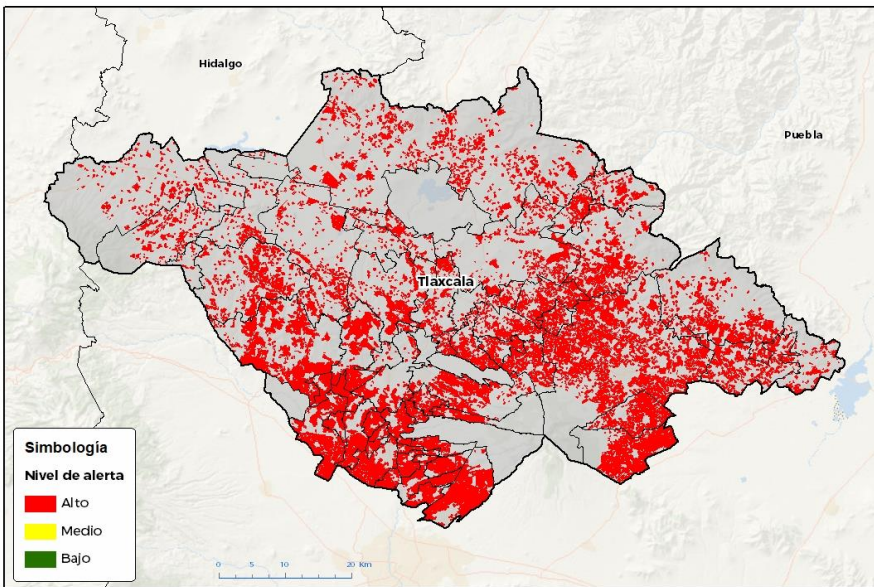 Hidalgo
Puebla
Tlaxcala
Simbología
Nivel de alerta
Alto
Medio
Bajo
0 5 10 20 Km